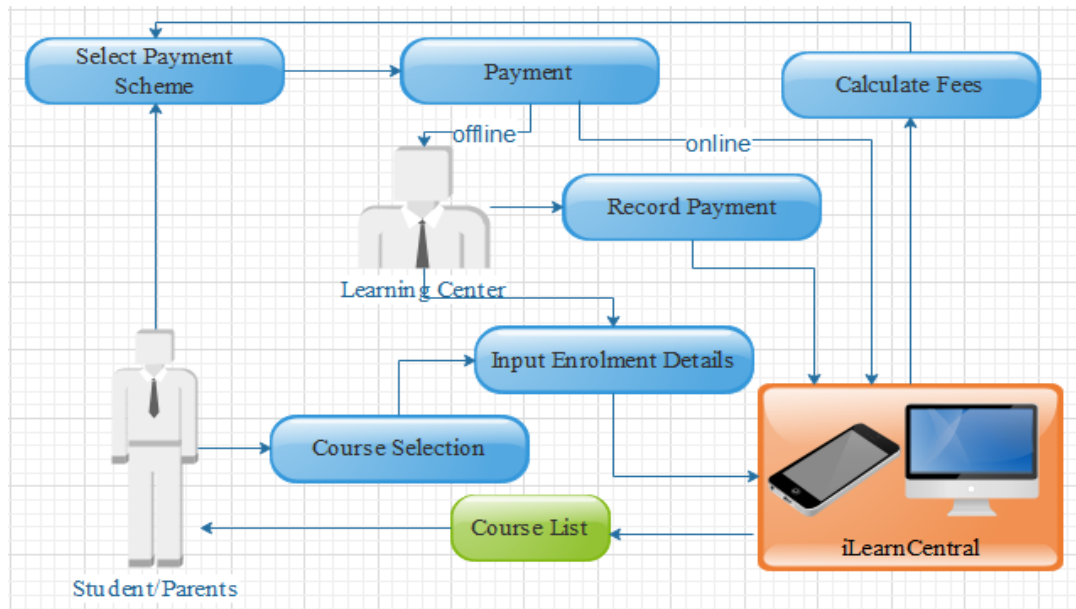 Select Payment
Scheme
Payment
Calculate Fees
offline
online
Record Payment
Learning Center
Input Enrolment Details
Course Selection
Course List
iLearnCentral
Student/Parents